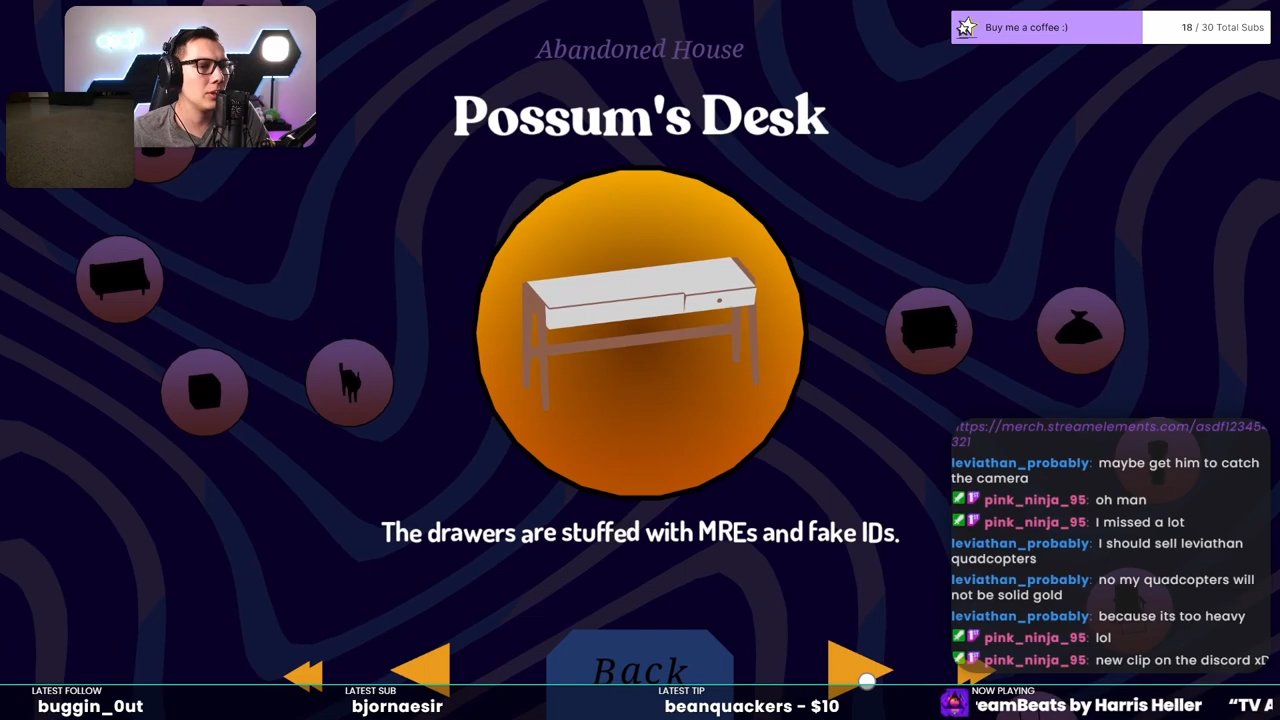 Buy me a coffee :)
18 / 30 Total Subs
Abandoned House
Possum's Desk
The drawers are stuffed with MREs and fake IDs.
Back
https://merch.streamelements.com/asdf12345
321
leviathan_probably: maybe get him to catch
the camera
pink_ninja_95: oh man
pink_ninja_95: I missed a lot
leviathan_probably: I should sell leviathan
quadcopters
leviathan_probably: no my quadcopters will
not be solid gold
leviathan_probably: because its too heavy
pink_ninja_95: lol
pink_ninja_95: new clip on the discord xD
LATEST FOLLOW
buggin_0ut
LATEST SUB
bjornaesir
LATEST TIP
beanquackers - $10
NOW PLAYING
eamBeats by Harris Heller "TV A